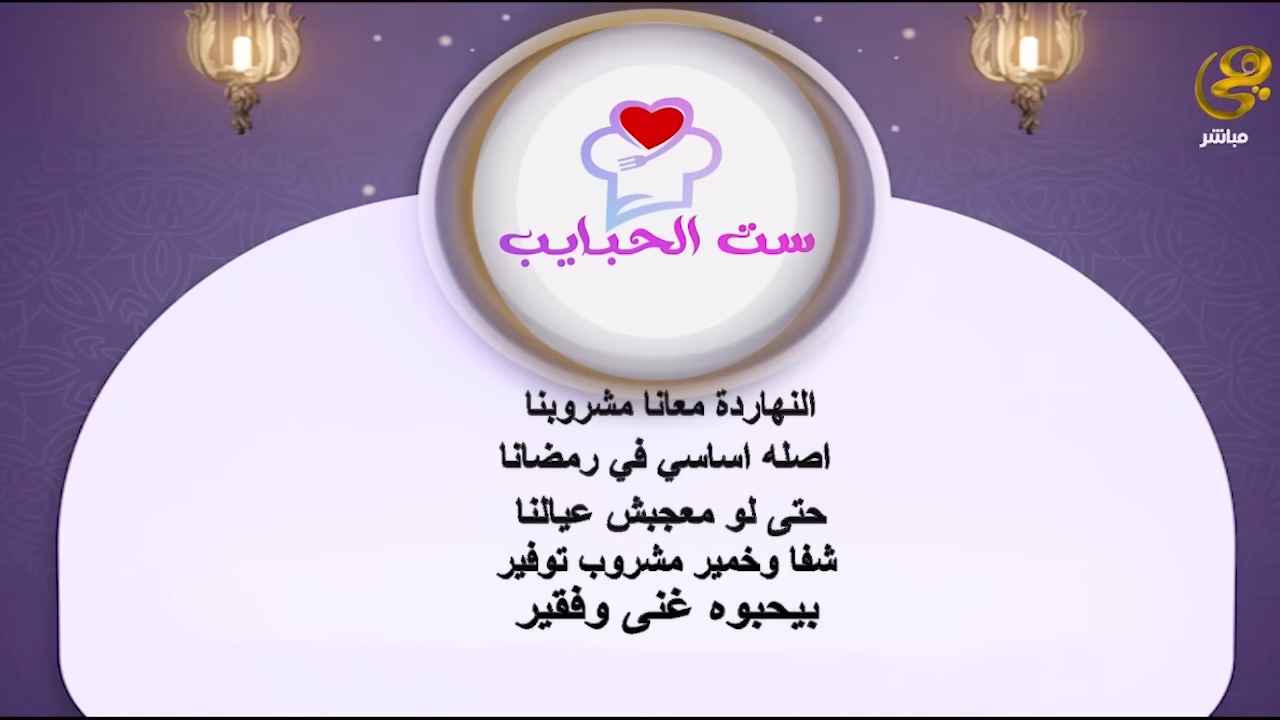 مباشر
ست الحبايب
النهاردة معانا مشروبنا
اصله اساسي في رمضانا
حتى لو معجبش عيالنا
شفا وخمير مشروب توفير
بيحبوه غنى وفقير